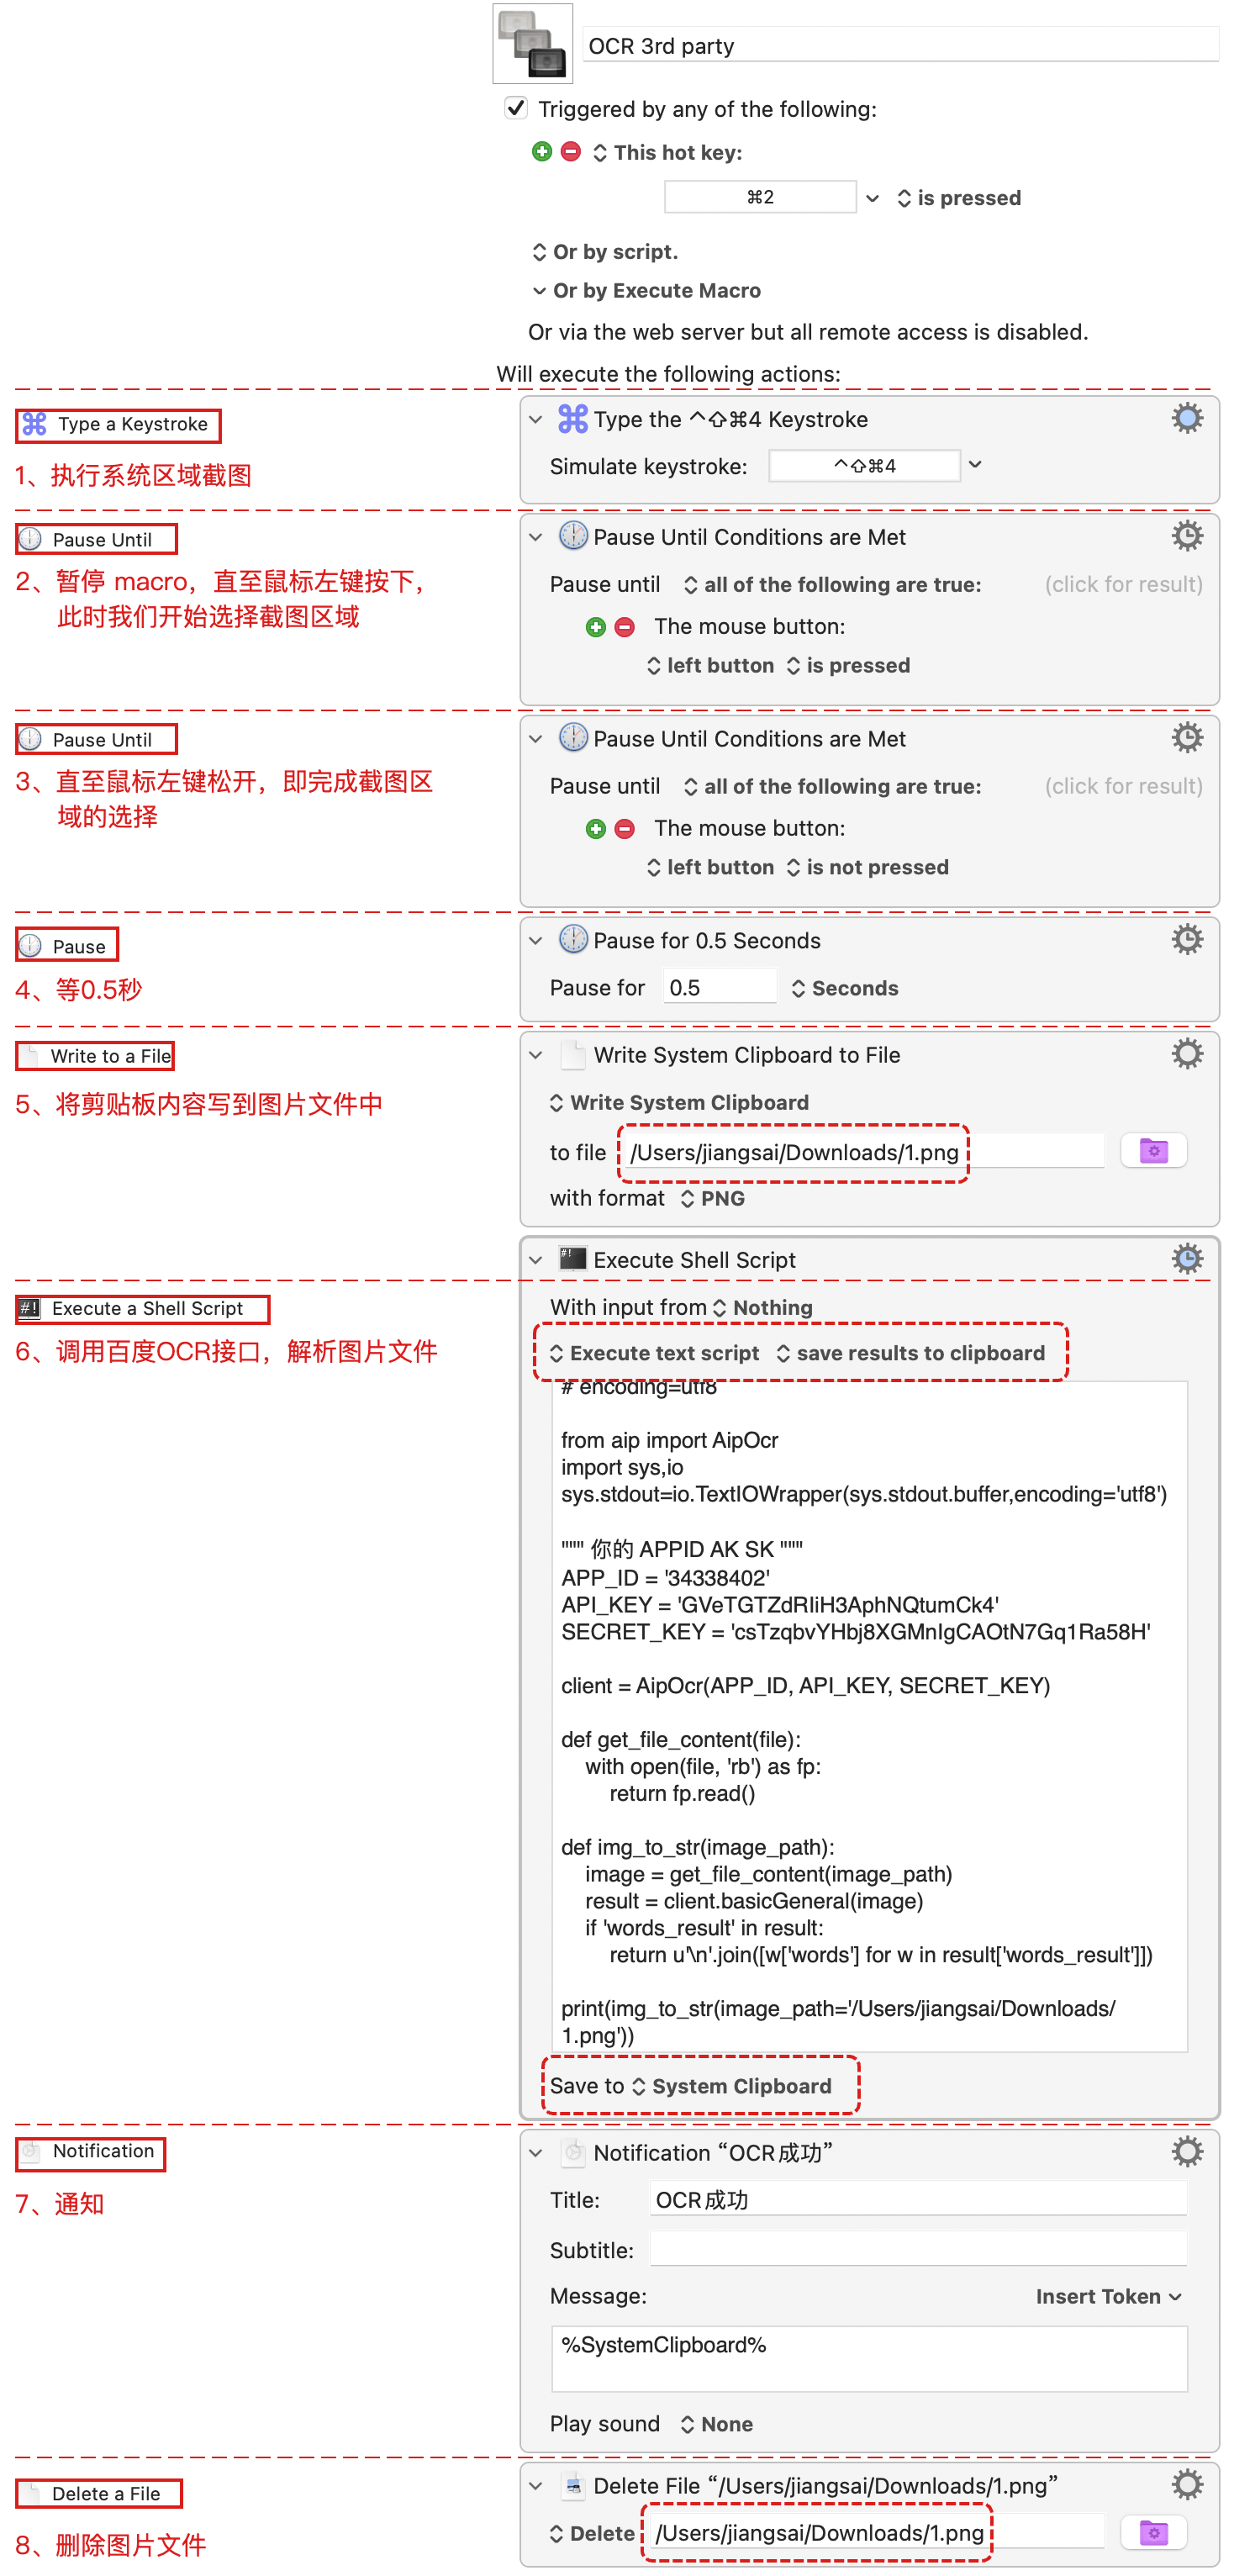 OCR 3rd party
Triggered by any of the following:
This hot key:
⌘2 is pressed
Or by script.
Or by Execute Macro
Or via the web server but all remote access is disabled.
Will execute the following actions:
Type a Keystroke
1、执行系统区域截图
Type the ⌃⇧⌘4 Keystroke
Simulate keystroke: ⌃⇧⌘4
Pause Until
2、暂停 macro，直至鼠标左键按下，
此时我们开始选择截图区域
Pause Until Conditions are Met
Pause until all of the following are true: (click for result)
The mouse button:
left button is pressed
Pause Until
3、直至鼠标左键松开，即完成截图区
域的选择
Pause Until Conditions are Met
Pause until all of the following are true: (click for result)
The mouse button:
left button is not pressed
Pause
4、等0.5秒
Pause for 0.5 Seconds
Pause for 0.5 Seconds
Write to a File
5、将剪贴板内容写到图片文件中
Write System Clipboard to File
Write System Clipboard
to file /Users/jiangsai/Downloads/1.png
with format PNG
Execute a Shell Script
6、调用百度OCR接口，解析图片文件
#! Execute Shell Script
With input from Nothing
Execute text script save results to clipboard
# encoding=utf8
from aip import AipOcr
import sys,io
sys.stdout=io.TextIOWrapper(sys.stdout.buffer,encoding='utf8')
""" 你的 APPID AK SK """
APP_ID = '34338402'
API_KEY = 'GVeTGTZdRIiH3AphNQtumCk4'
SECRET_KEY = 'csTzqbvYHbj8XGMnIgCAOtN7Gq1Ra58H'
client = AipOcr(APP_ID, API_KEY, SECRET_KEY)
def get_file_content(file):
with open(file, 'rb') as fp:
return fp.read()
def img_to_str(image_path):
image = get_file_content(image_path)
result = client.basicGeneral(image)
if 'words_result' in result:
return u'\n'.join([w['words'] for w in result['words_result']])
print(img_to_str(image_path='/Users/jiangsai/Downloads/
1.png'))
Save to System Clipboard
Notification
7、通知
Notification “OCR成功”
Title: OCR成功
Subtitle:
Message: Insert Token
%SystemClipboard%
Play sound None
Delete a File
8、删除图片文件
Delete File “/Users/jiangsai/Downloads/1.png”
Delete /Users/jiangsai/Downloads/1.png